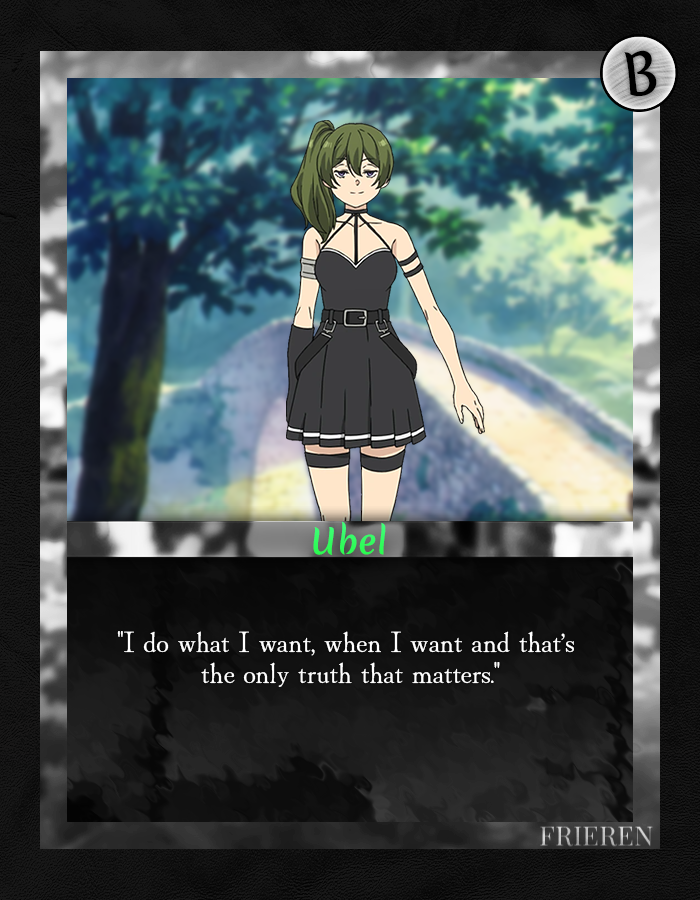 B
Ubel
"I do what I want, when I want and that's
the only truth that matters."
FRIEREN